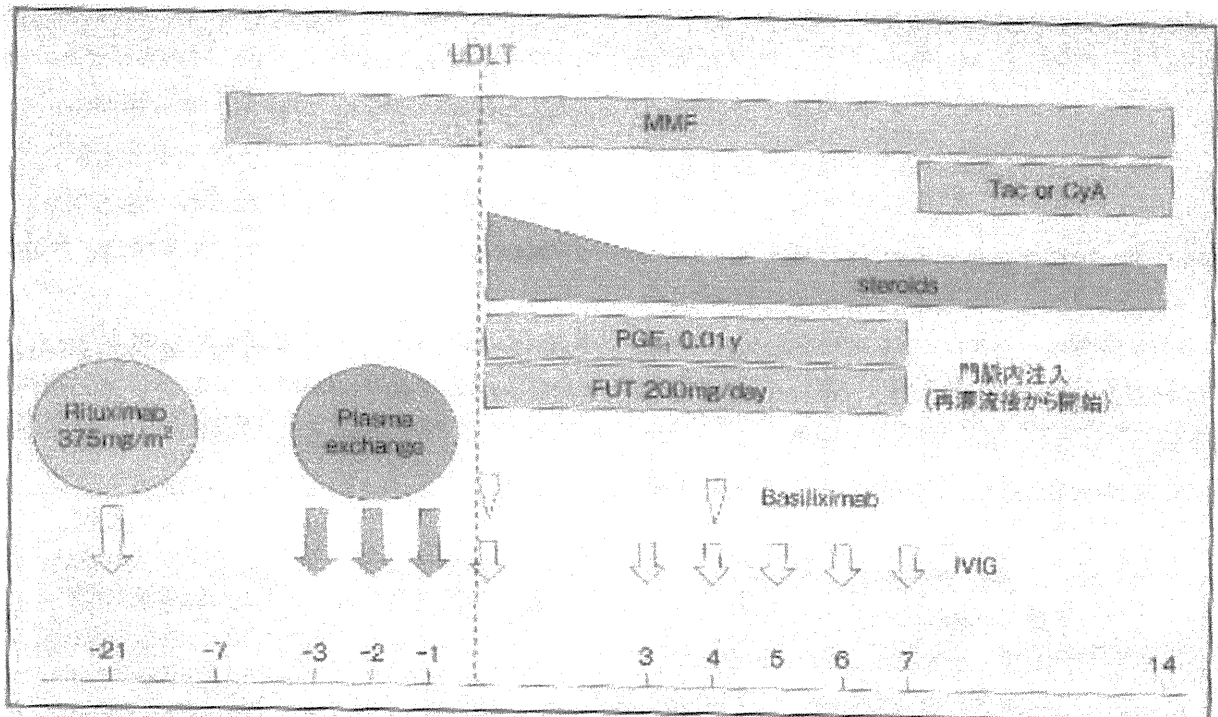 LDLT
MMF
Tac or CyA
steroids
PGE₁ 0.01γ
FUT 200mg/day
門脈内注入
(再灌流後から開始)
Rituximab
375mg/m²
Plasma
exchange
Basiliximab
IVIG
-21 -7 -3 -2 -1 3 4 5 6 7 14